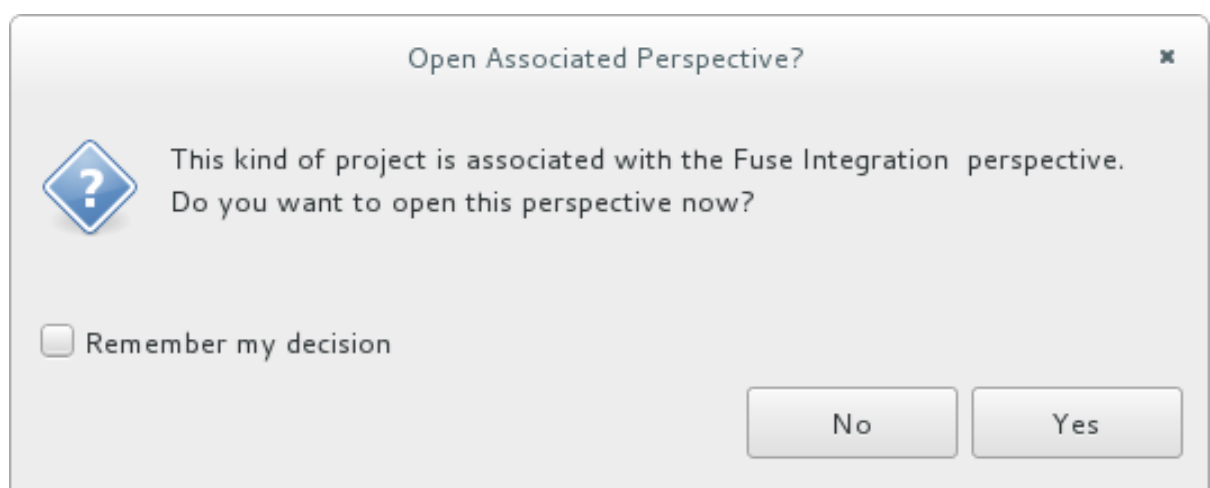 Open Associated Perspective?
This kind of project is associated with the Fuse Integration  perspective.
Do you want to open this perspective now?
Remember my decision
No
Yes